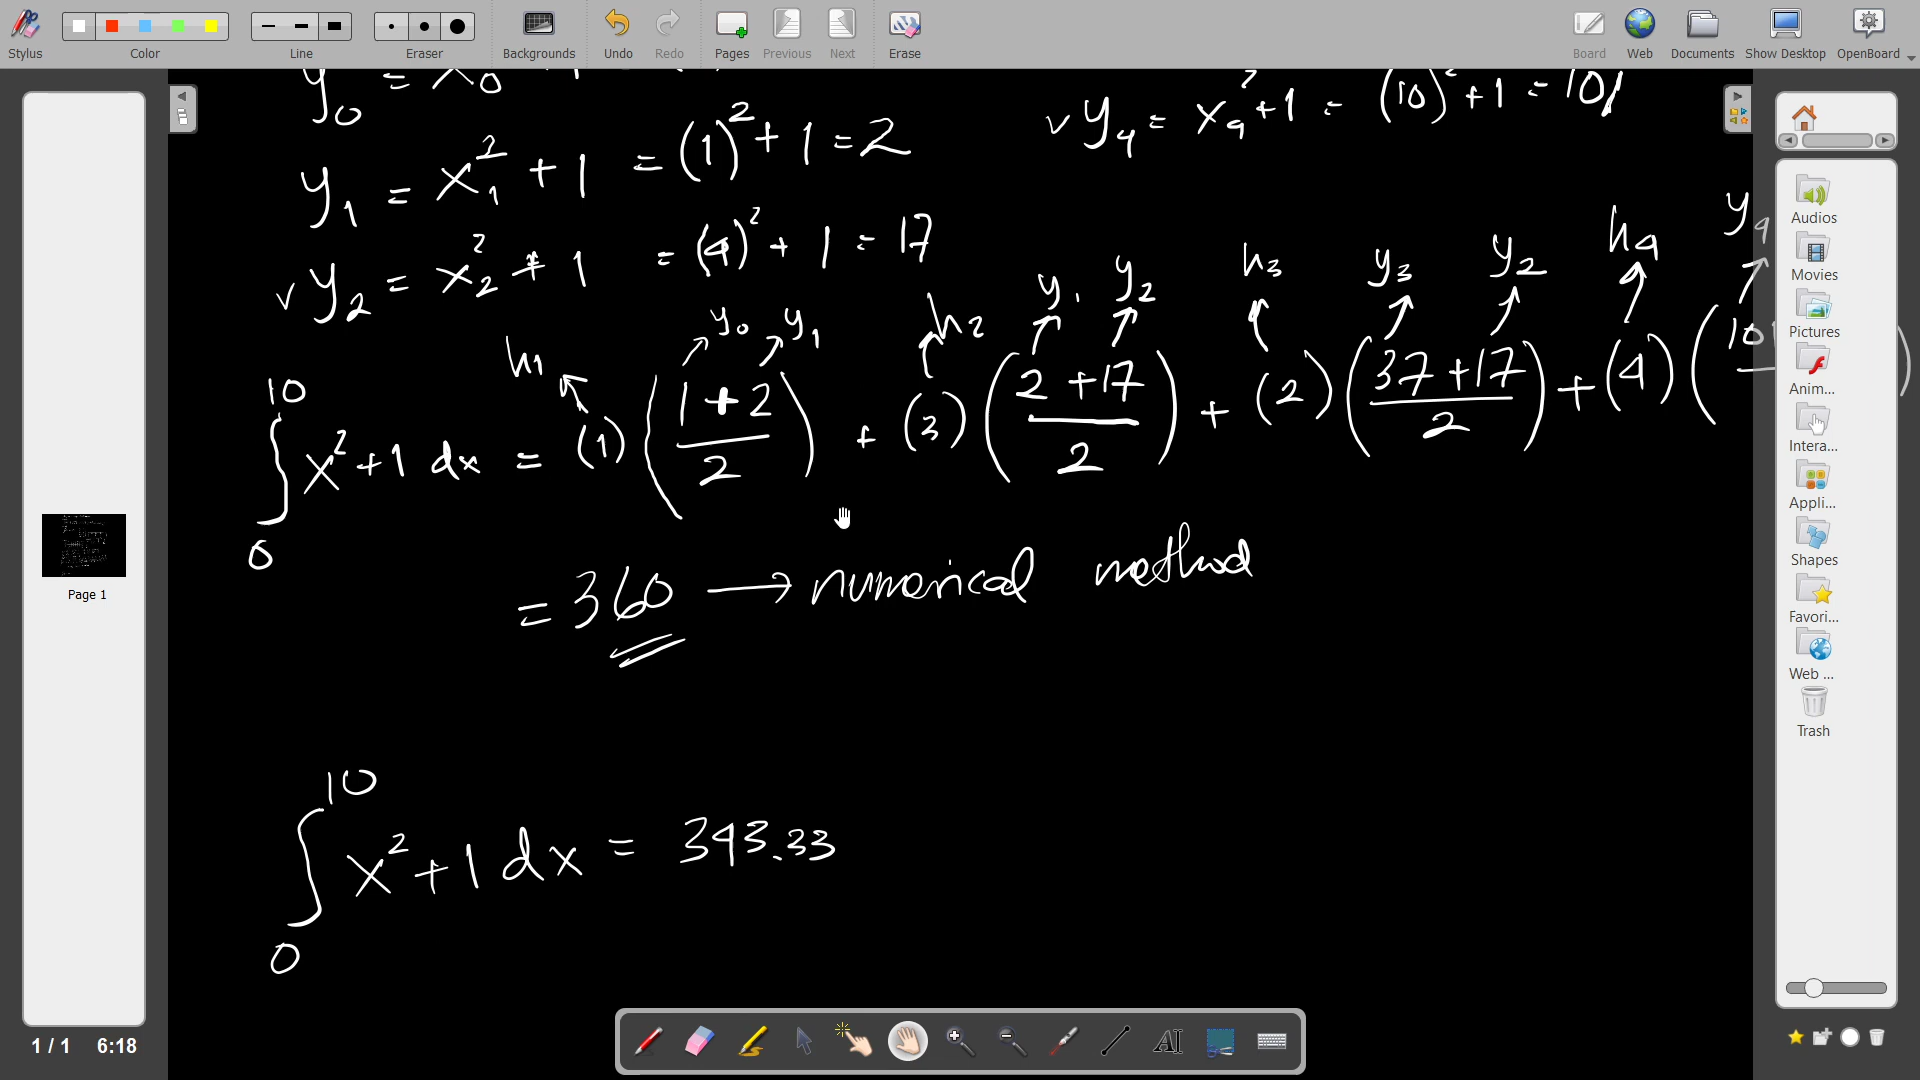 Stylus Color Line Eraser Backgrounds Undo Redo Pages Previous Next Erase Board Web Documents Show Desktop OpenBoard
y₀ = x₀
y₁ = x₁² + 1 = (1)² + 1 = 2
v y₄ = x₄² + 1 = (10)² + 1 = 101
v y₂ = x₂² + 1 = (4)² + 1 = 17
h₁ y₀ y₁ h₂ y₁ y₂ h₃ y₃ y₂ h₄ y₄
∫₀¹⁰ x² + 1 dx = (1) ((1 + 2)/2) + (3) ((2 + 17)/2) + (2) ((37 + 17)/2) + (4) (10
= 360 → numerical method
∫₀¹⁰ x² + 1 dx = 343.33
Page 1
1 / 1 6:18
Audios
Movies
Pictures
Anim...
Intera...
Appli...
Shapes
Favori...
Web ...
Trash
AI